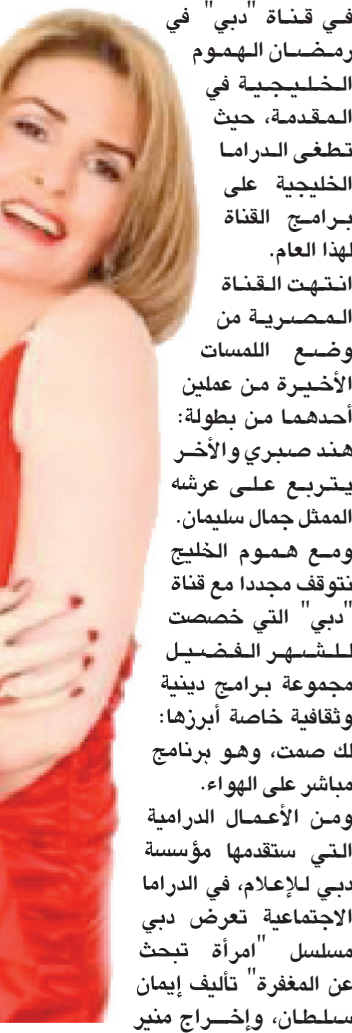 في قناة "دبي" في
رمضان الهموم
الخليجية في
المقدمة، حيث
تطغى الدراما
الخليجية على
برامج القناة
لهذا العام.
انتهت القناة
المصرية من
وضع اللمسات
الأخيرة من عملين
أحدهما من بطولة:
هند صبري والأخر
يتربع على عرشه
الممثل جمال سليمان.
ومع هموم الخليج
نتوقف مجددا مع قناة
"دبي" التي خصصت
للشهر الفضيل
مجموعة برامج دينية
وثقافية خاصة أبرزها:
لك صمت، وهو برنامج
مباشر على الهواء.
ومن الأعمال الدرامية
التي ستقدمها مؤسسة
دبي للإعلام، في الدراما
الاجتماعية تعرض دبي
مسلسل "امرأة تبحث
عن المغفرة" تأليف إيمان
سلطان، وإخراج منير